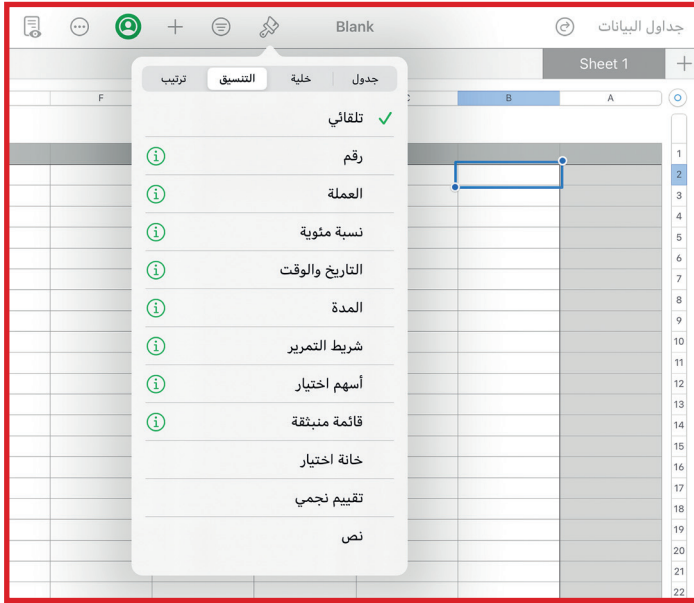 جداول البيانات
Blank
Sheet 1
جدول خلية التنسيق ترتيب
A B C F
تلقائي
رقم
العملة
نسبة مئوية
التاريخ والوقت
المدة
شريط التمرير
أسهم اختيار
قائمة منبثقة
خانة اختيار
تقييم نجمي
نص
1
2
3
4
5
6
7
8
9
10
11
12
13
14
15
16
17
18
19
20
21
22